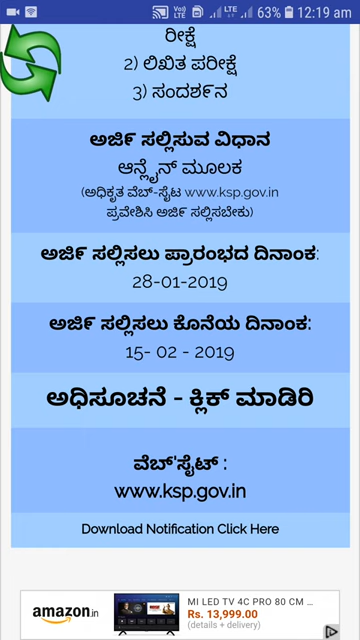 Vo) LTE LTE 63% 12:19 am
ರೀಕ್ಷೆ
2) ಲಿಖಿತ ಪರೀಕ್ಷೆ
3) ಸಂದರ್ಶನ
ಅರ್ಜಿ ಸಲ್ಲಿಸುವ ವಿಧಾನ
ಆನ್ಲೈನ್ ಮೂಲಕ
(ಅಧಿಕೃತ ವೆಬ್-ಸೈಟ www.ksp.gov.in
ಪ್ರವೇಶಿಸಿ ಅರ್ಜಿ ಸಲ್ಲಿಸಬೇಕು)
ಅರ್ಜಿ ಸಲ್ಲಿಸಲು ಪ್ರಾರಂಭದ ದಿನಾಂಕ:
28-01-2019
ಅರ್ಜಿ ಸಲ್ಲಿಸಲು ಕೊನೆಯ ದಿನಾಂಕ:
15- 02 - 2019
ಅಧಿಸೂಚನೆ - ಕ್ಲಿಕ್ ಮಾಡಿರಿ
ವೆಬ್'ಸೈಟ್ :
www.ksp.gov.in
Download Notification Click Here
amazon.in
MI LED TV 4C PRO 80 CM ...
Rs. 13,999.00
(details + delivery)